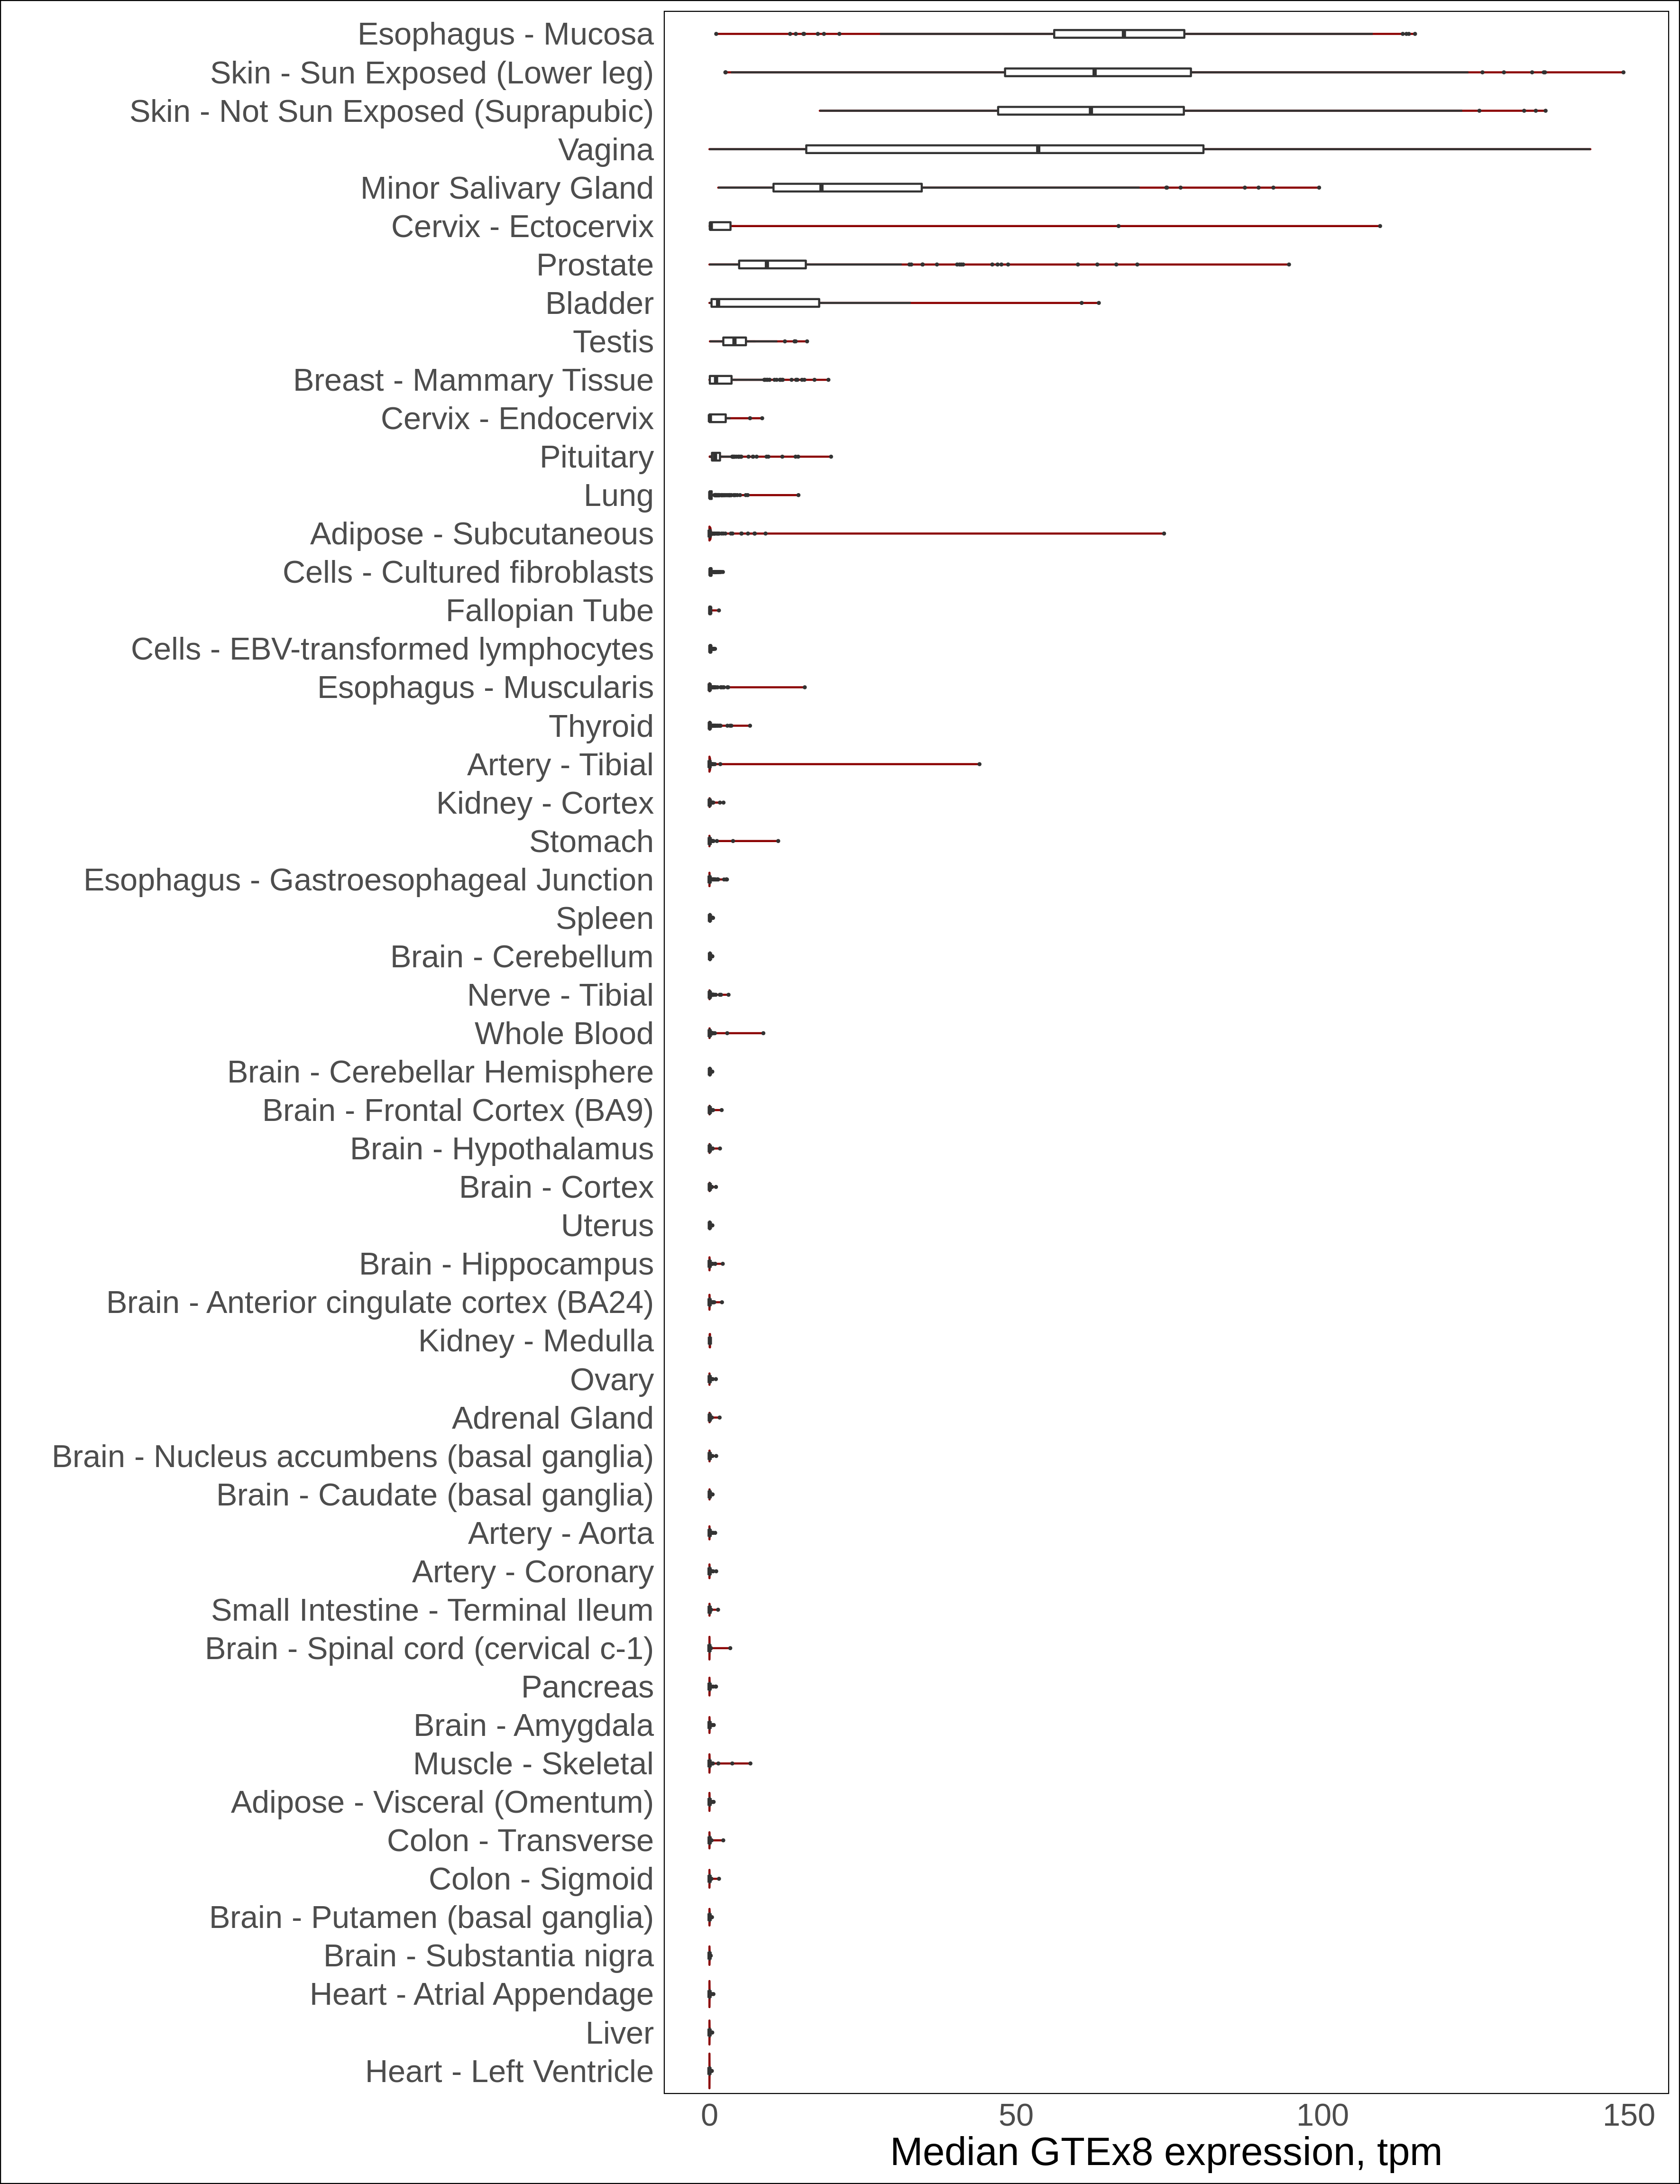 Esophagus - Mucosa
Skin - Sun Exposed (Lower leg)
Skin - Not Sun Exposed (Suprapubic)
Vagina
Minor Salivary Gland
Cervix - Ectocervix
Prostate
Bladder
Testis
Breast - Mammary Tissue
Cervix - Endocervix
Pituitary
Lung
Adipose - Subcutaneous
Cells - Cultured fibroblasts
Fallopian Tube
Cells - EBV-transformed lymphocytes
Esophagus - Muscularis
Thyroid
Artery - Tibial
Kidney - Cortex
Stomach
Esophagus - Gastroesophageal Junction
Spleen
Brain - Cerebellum
Nerve - Tibial
Whole Blood
Brain - Cerebellar Hemisphere
Brain - Frontal Cortex (BA9)
Brain - Hypothalamus
Brain - Cortex
Uterus
Brain - Hippocampus
Brain - Anterior cingulate cortex (BA24)
Kidney - Medulla
Ovary
Adrenal Gland
Brain - Nucleus accumbens (basal ganglia)
Brain - Caudate (basal ganglia)
Artery - Aorta
Artery - Coronary
Small Intestine - Terminal Ileum
Brain - Spinal cord (cervical c-1)
Pancreas
Brain - Amygdala
Muscle - Skeletal
Adipose - Visceral (Omentum)
Colon - Transverse
Colon - Sigmoid
Brain - Putamen (basal ganglia)
Brain - Substantia nigra
Heart - Atrial Appendage
Liver
Heart - Left Ventricle
0 50 100 150
Median GTEx8 expression, tpm